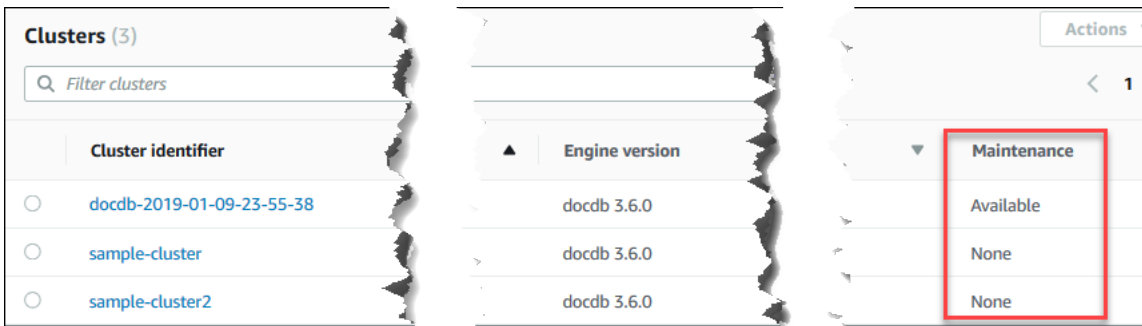 Clusters (3)
Actions
Filter clusters
1
Cluster identifier Engine version Maintenance
docdb-2019-01-09-23-55-38 docdb 3.6.0 Available
sample-cluster docdb 3.6.0 None
sample-cluster2 docdb 3.6.0 None